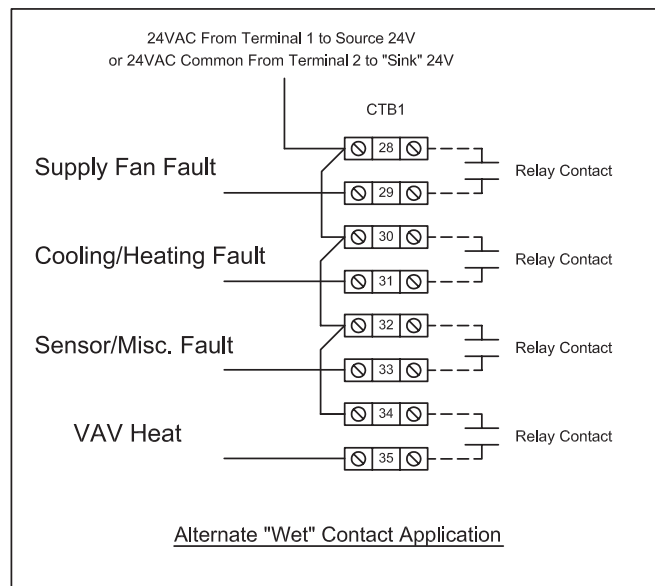 24VAC From Terminal 1 to Source 24V
or 24VAC Common From Terminal 2 to "Sink" 24V
CTB1
28
Supply Fan Fault
Relay Contact
29
30
Cooling/Heating Fault
Relay Contact
31
32
Sensor/Misc. Fault
Relay Contact
33
34
VAV Heat
Relay Contact
35
Alternate "Wet" Contact Application